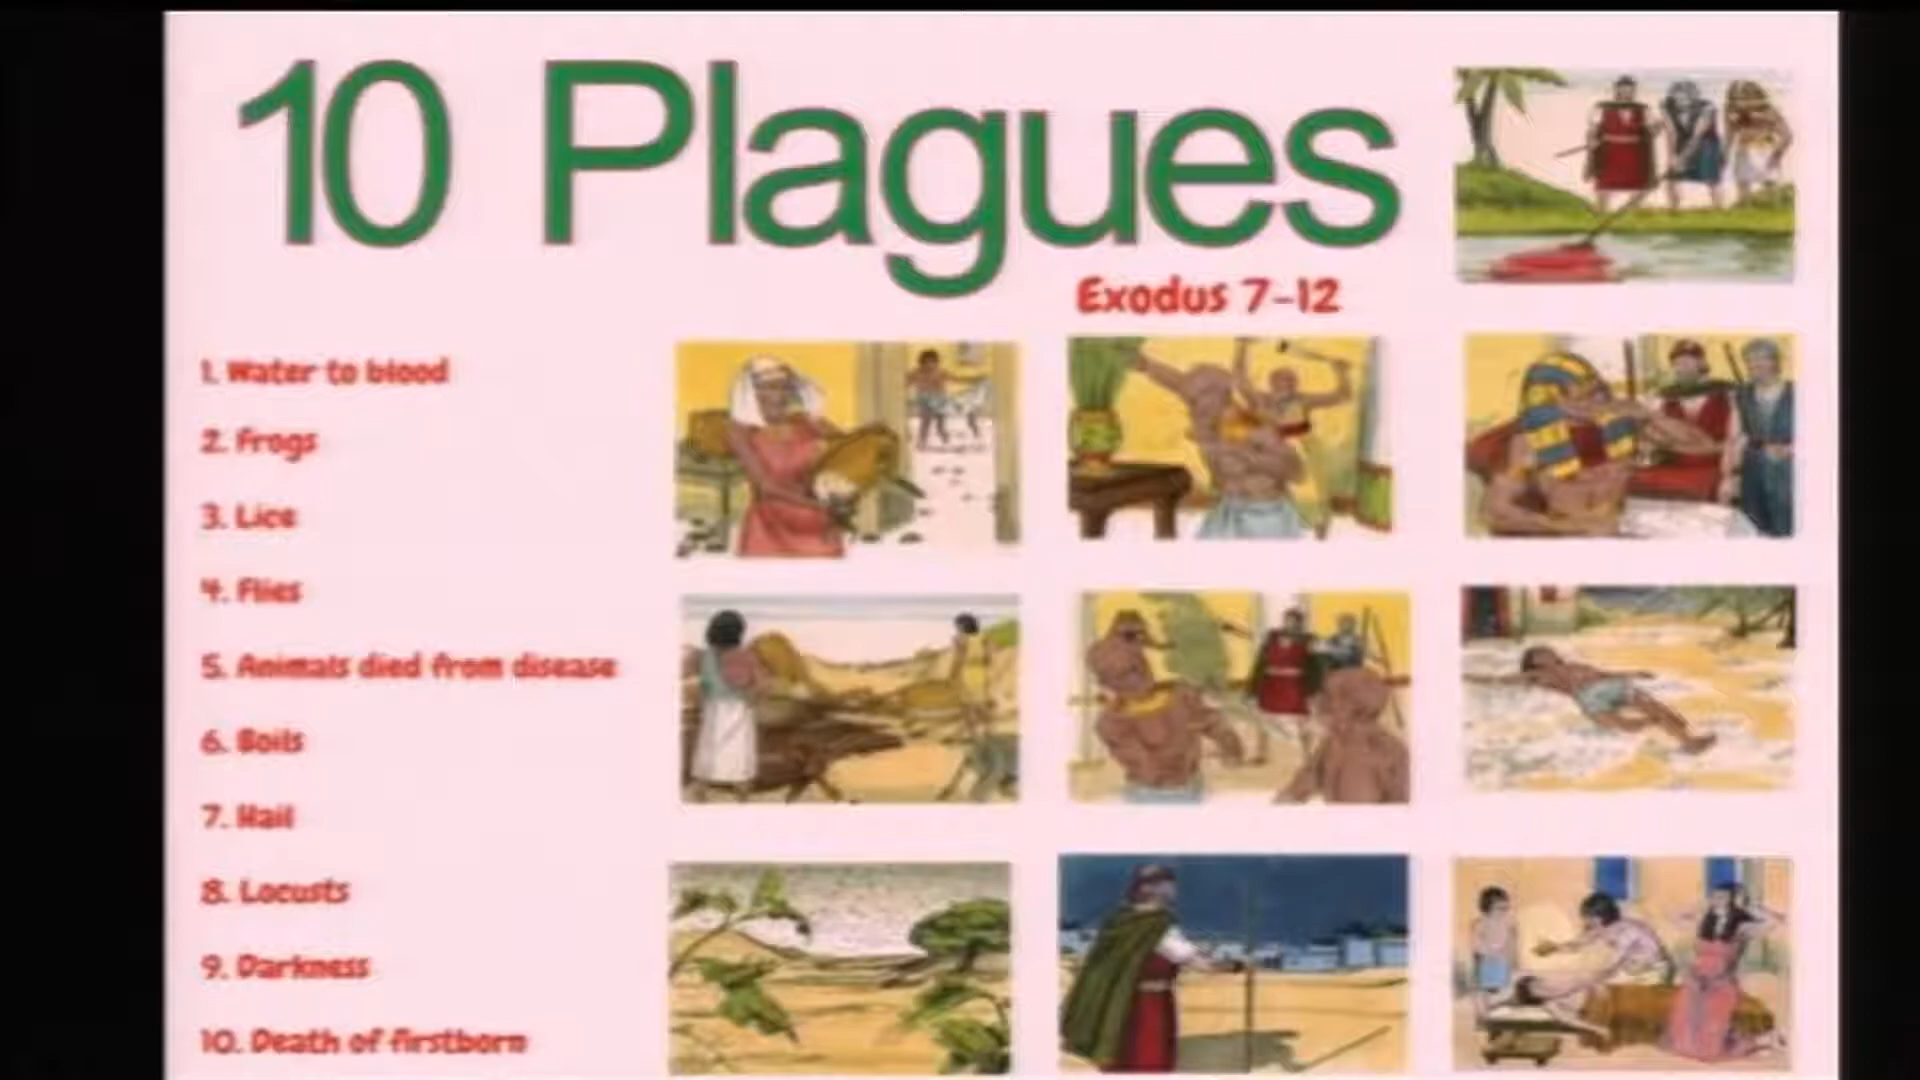 10 Plagues
Exodus 7-12
1. Water to blood
2. Frogs
3. Lice
4. Flies
5. Animals died from disease
6. Boils
7. Hail
8. Locusts
9. Darkness
10. Death of firstborn